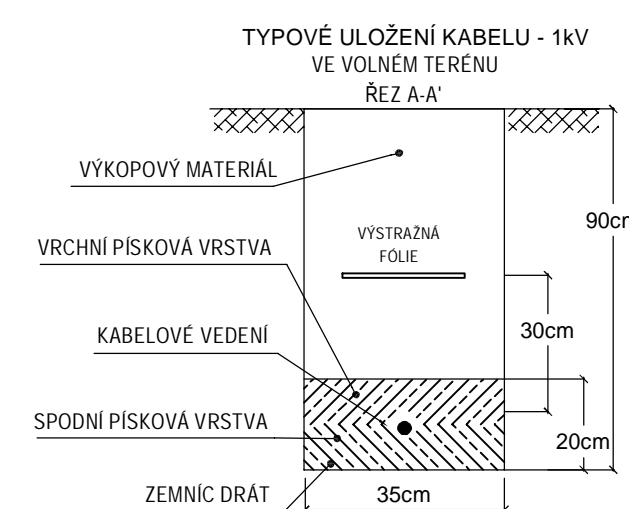 TYPOVÉ ULOŽENÍ KABELU - 1kV
VE VOLNÉM TERÉNU
ŘEZ A-A'
VÝKOPOVÝ MATERIÁL
90cm
VÝSTRAŽNÁ
FÓLIE
VRCHNÍ PÍSKOVÁ VRSTVA
30cm
KABELOVÉ VEDENÍ
SPODNÍ PÍSKOVÁ VRSTVA
20cm
ZEMNÍC DRÁT
35cm